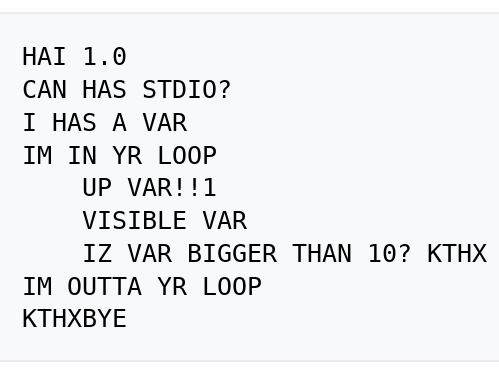 HAI 1.0
CAN HAS STDIO?
I HAS A VAR
IM IN YR LOOP
UP VAR!!1
VISIBLE VAR
IZ VAR BIGGER THAN 10? KTHX
IM OUTTA YR LOOP
KTHXBYE